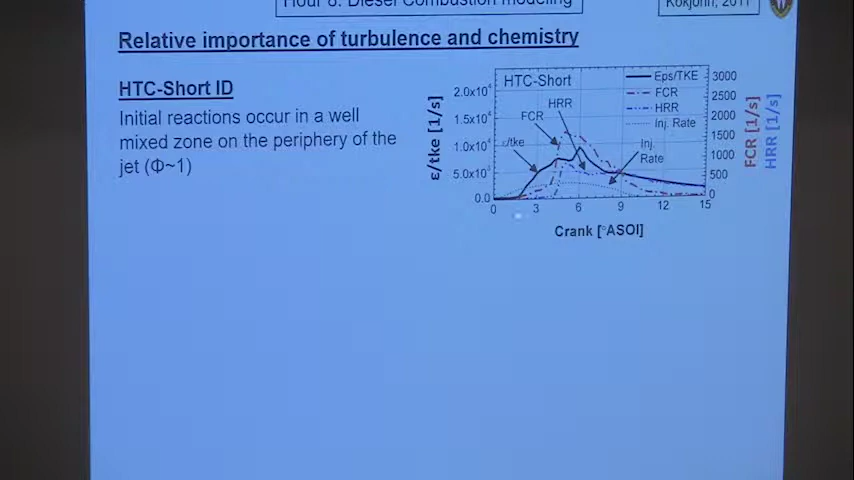 Hour 8: Diesel Combustion modeling
Kokjohn, 2011
Relative importance of turbulence and chemistry
HTC-Short ID
Initial reactions occur in a well
mixed zone on the periphery of the
jet (Φ~1)
HTC-Short
Eps/TKE
FCR
HRR
Inj. Rate
HRR
FCR
ε/tke
Inj.
Rate
ε/tke [1/s]
2.0x10⁴
1.5x10⁴
1.0x10⁴
5.0x10³
0.0
3000
2500
2000
1500
1000
500
0
FCR [1/s]
HRR [1/s]
0 3 6 9 12 15
Crank [°ASOI]